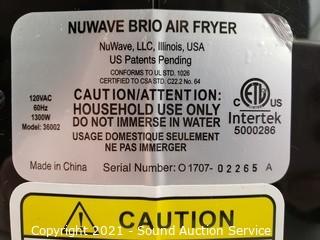 NUWAVE BRIO AIR FRYER
NuWave, LLC, Illinois, USA
US Patents Pending
CONFORMS TO UL STD. 1026
CERTIFIED TO CSA STD. C22.2 No. 64
120VAC
60Hz
1300W
Model: 36002
CAUTION/ATTENTION:
HOUSEHOLD USE ONLY
DO NOT IMMERSE IN WATER
USAGE DOMESTIQUE SEULEMENT
NE PAS IMMERGER
C ETL US
Intertek
5000286
Made in China
Serial Number: O1707-02265 A
CAUTION
Copyright 2021 - Sound Auction Service